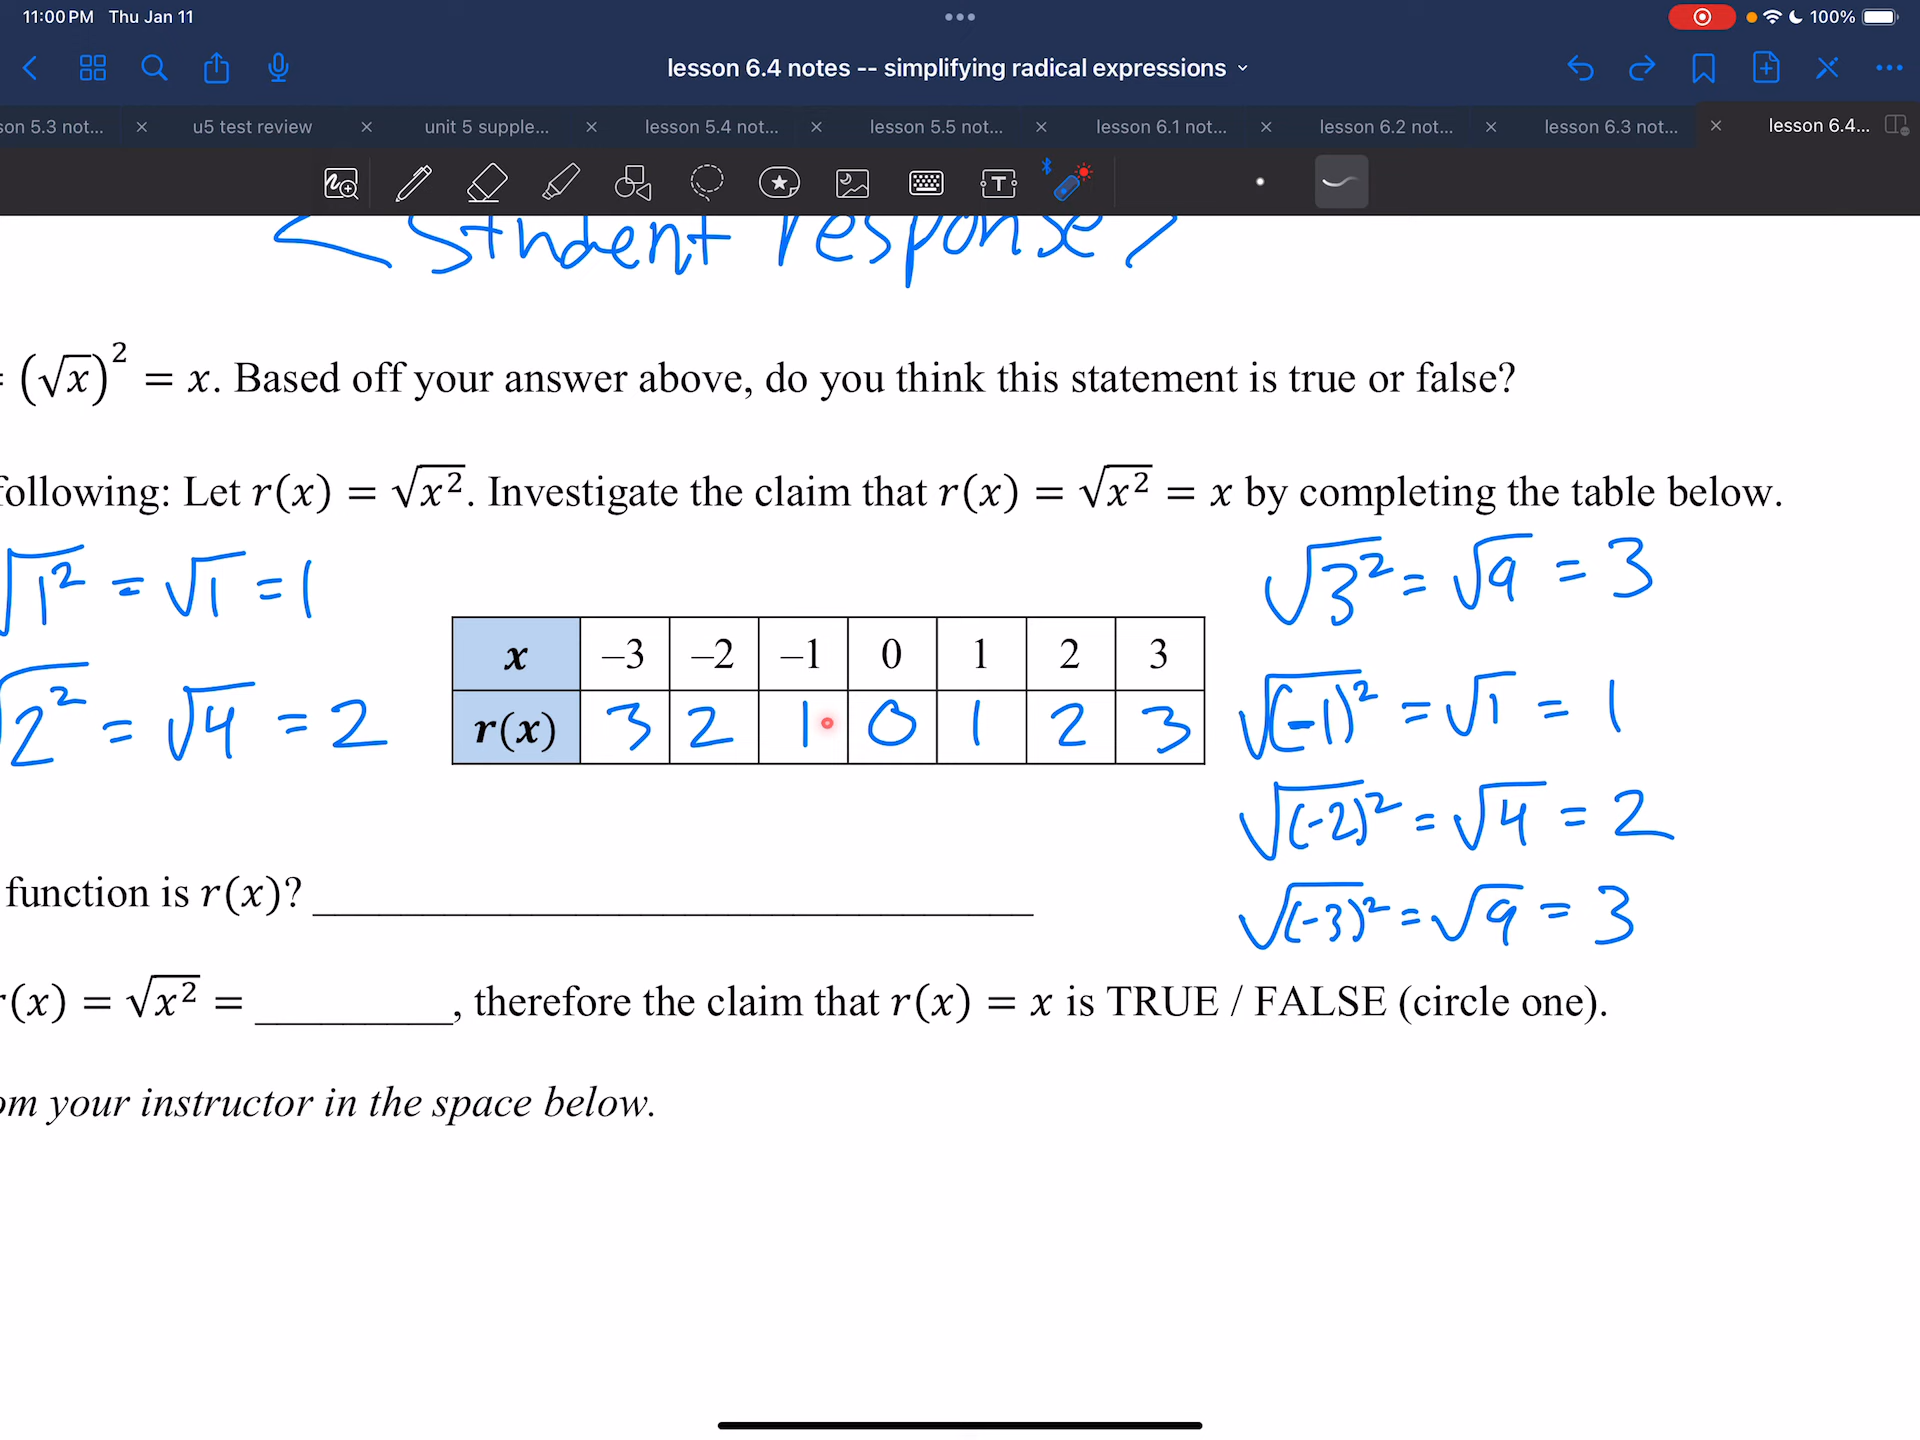 11:00 PM Thu Jan 11
100%
lesson 6.4 notes -- simplifying radical expressions
son 5.3 not... × u5 test review × unit 5 supple... × lesson 5.4 not... × lesson 5.5 not... × lesson 6.1 not... × lesson 6.2 not... × lesson 6.3 not... × lesson 6.4...
<Student response>
= (√x)² = x. Based off your answer above, do you think this statement is true or false?
following: Let r(x) = √x². Investigate the claim that r(x) = √x² = x by completing the table below.
√1² = √1 = 1
√2² = √4 = 2
x –3 –2 –1 0 1 2 3
r(x) 3 2 1 0 1 2 3
√3² = √9 = 3
√(-1)² = √1 = 1
√(-2)² = √4 = 2
√(-3)² = √9 = 3
function is r(x)? ______________________________
r(x) = √x² = _________, therefore the claim that r(x) = x is TRUE / FALSE (circle one).
om your instructor in the space below.